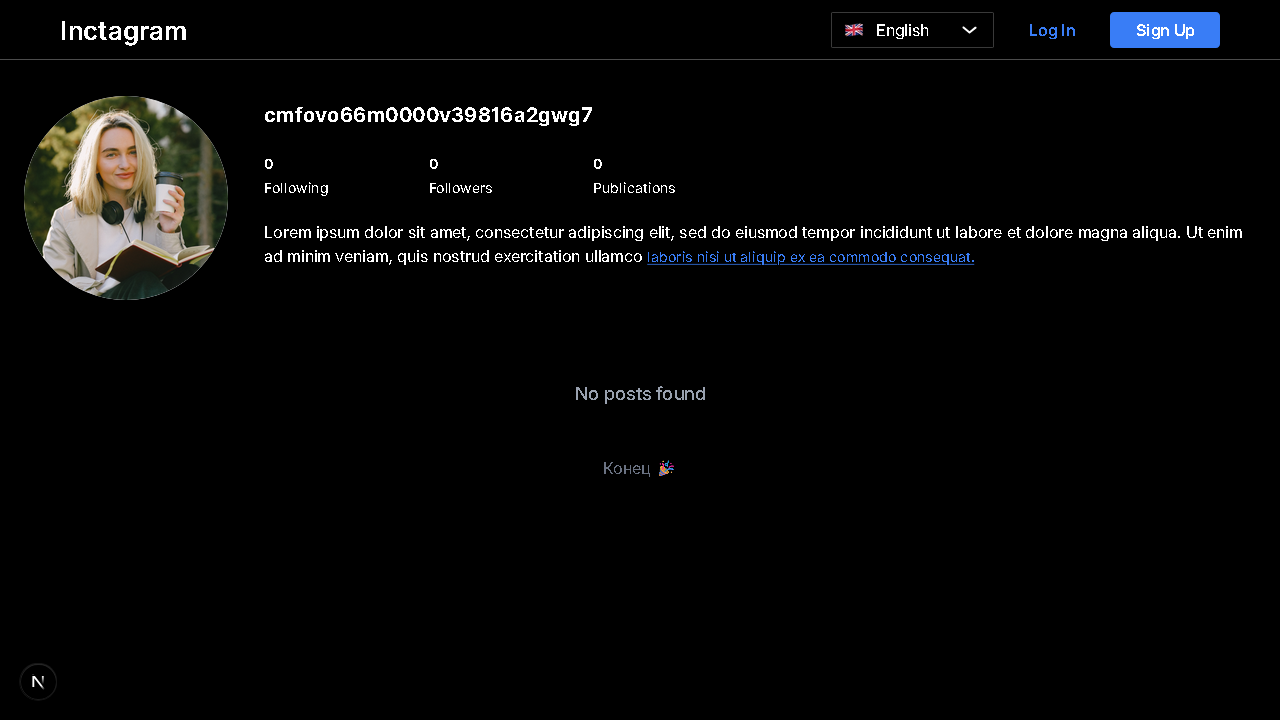 Inctagram
English
Log In
Sign Up
cmfovo66m0000v39816a2gwg7
0 0 0
Following Followers Publications
Lorem ipsum dolor sit amet, consectetur adipiscing elit, sed do eiusmod tempor incididunt ut labore et dolore magna aliqua. Ut enim
ad minim veniam, quis nostrud exercitation ullamco laboris nisi ut aliquip ex ea commodo consequat.
No posts found
Конец 🎉
N